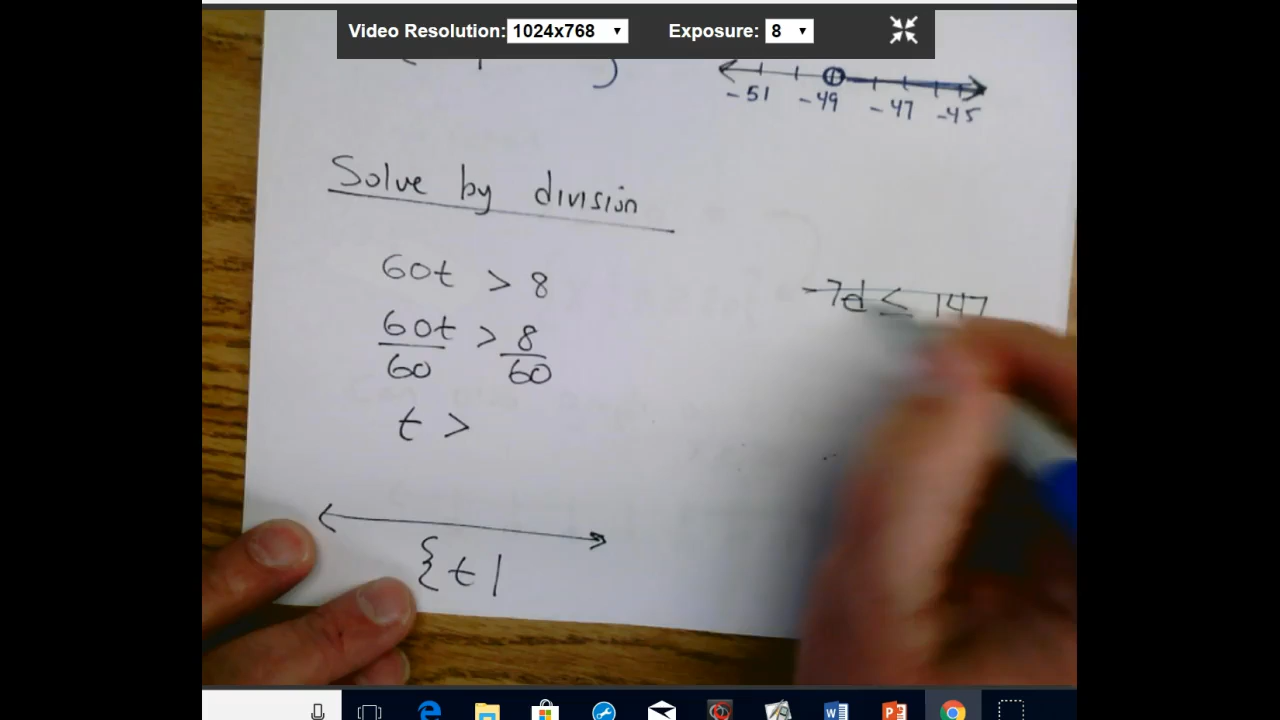 Video Resolution: 1024x768 Exposure: 8
-51 -49 -47 -45
Solve by division
60t > 8
60t/60 > 8/60
t >
{t |
-7d ≤ 147